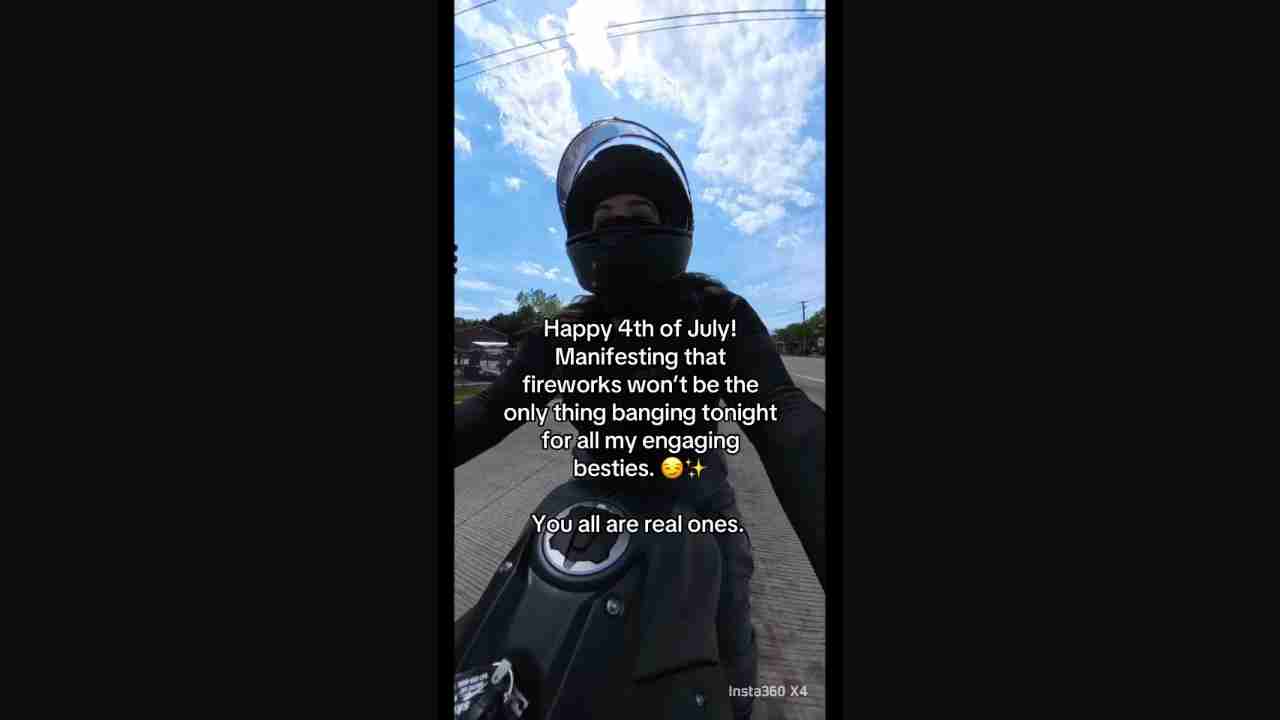 Happy 4th of July!
Manifesting that
fireworks won't be the
only thing banging tonight
for all my engaging
besties. 😏✨
You all are real ones.
Insta360 X4